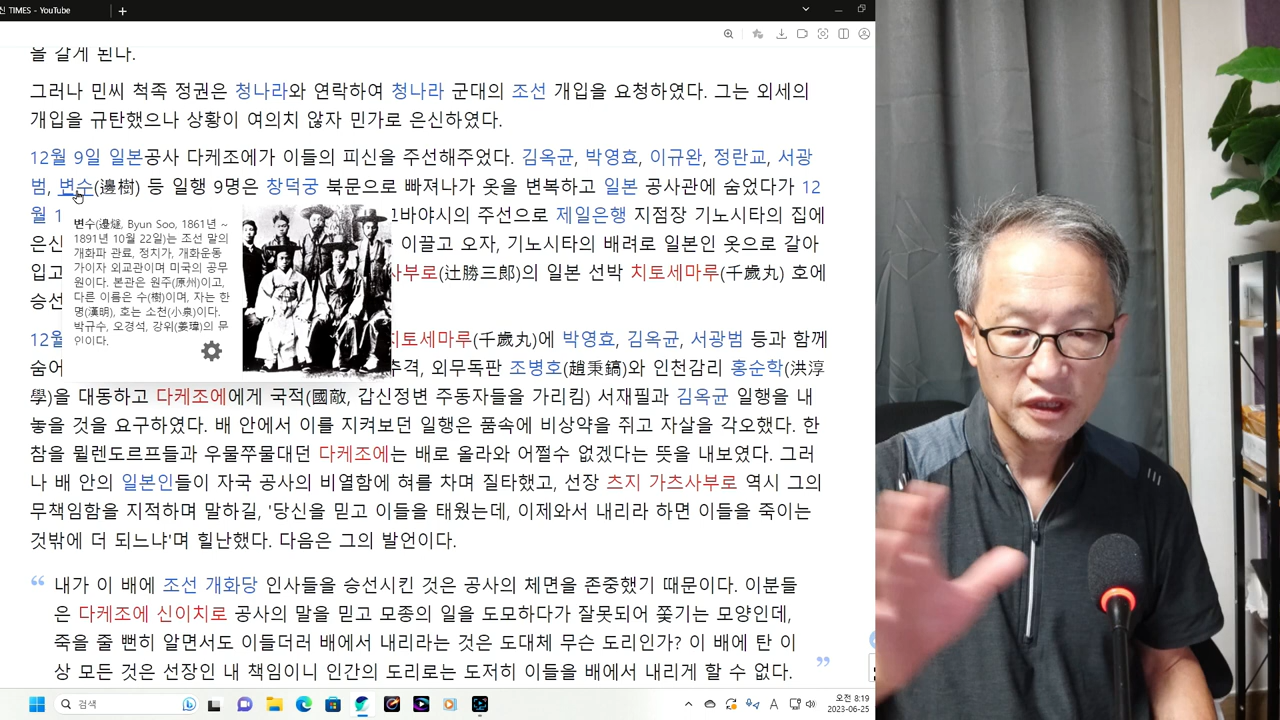 신 TIMES - YouTube
을 갈게 된다.
그러나 민씨 척족 정권은 청나라와 연락하여 청나라 군대의 조선 개입을 요청하였다. 그는 외세의
개입을 규탄했으나 상황이 여의치 않자 민가로 은신하였다.
12월 9일 일본공사 다케조에가 이들의 피신을 주선해주었다. 김옥균, 박영효, 이규완, 정란교, 서광
범, 변수(邊樹) 등 일행 9명은 창덕궁 북문으로 빠져나가 옷을 변복하고 일본 공사관에 숨었다가 12
월 1
고바야시의 주선으로 제일은행 지점장 기노시타의 집에
은신
이끌고 오자, 기노시타의 배려로 일본인 옷으로 갈아
입고
사부로(辻勝三郎)의 일본 선박 치토세마루(千歲丸) 호에
승선
변수(邊燧, Byun Soo, 1861년 ~
1891년 10월 22일)는 조선 말의
개화파 관료, 정치가, 개화운동
가이자 외교관이며 미국의 공무
원이다. 본관은 원주(原州)이고,
다른 이름은 수(樹)이며, 자는 한
명(漢明), 호는 소천(小泉)이다.
박규수, 오경석, 강위(姜瑋)의 문
인이다.
12월
치토세마루(千歲丸)에 박영효, 김옥균, 서광범 등과 함께
숨어
추격, 외무독판 조병호(趙秉鎬)와 인천감리 홍순학(洪淳
學)을 대동하고 다케조에에게 국적(國敵, 갑신정변 주동자들을 가리킴) 서재필과 김옥균 일행을 내
놓을 것을 요구하였다. 배 안에서 이를 지켜보던 일행은 품속에 비상약을 쥐고 자살을 각오했다. 한
참을 뮐렌도르프들과 우물쭈물대던 다케조에는 배로 올라와 어쩔수 없겠다는 뜻을 내보였다. 그러
나 배 안의 일본인들이 자국 공사의 비열함에 혀를 차며 질타했고, 선장 츠지 가츠사부로 역시 그의
무책임함을 지적하며 말하길, '당신을 믿고 이들을 태웠는데, 이제와서 내리라 하면 이들을 죽이는
것밖에 더 되느냐'며 힐난했다. 다음은 그의 발언이다.
“ 내가 이 배에 조선 개화당 인사들을 승선시킨 것은 공사의 체면을 존중했기 때문이다. 이분들
은 다케조에 신이치로 공사의 말을 믿고 모종의 일을 도모하다가 잘못되어 쫓기는 모양인데,
죽을 줄 뻔히 알면서도 이들더러 배에서 내리라는 것은 도대체 무슨 도리인가? 이 배에 탄 이
상 모든 것은 선장인 내 책임이니 인간의 도리로는 도저히 이들을 배에서 내리게 할 수 없다. ”
검색
A
오전 8:19
2023-06-25